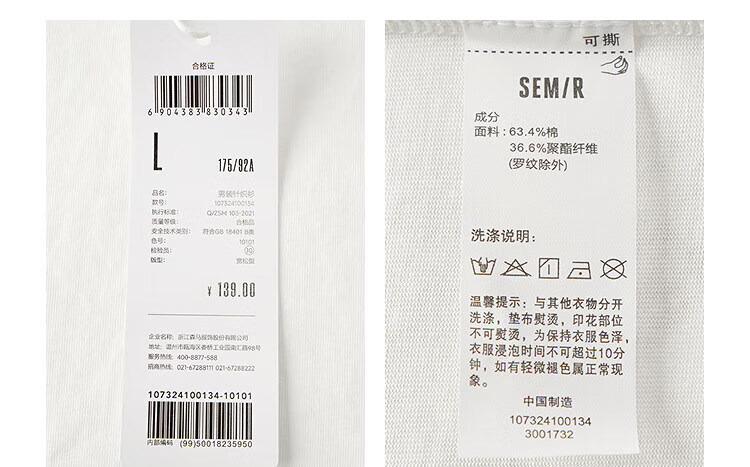 合格证
6 904383 830343
L
175/92A
品名: 男装针织衫
款号: 107324100134
执行标准: Q/ZSM 103-2021
质量等级: 合格品
安全技术类别: 符合GB 18401 B类
色号: 10101
检验员:
版型: 宽松型
¥ 139.00
企业名称: 浙江森马服饰股份有限公司
地址: 温州市瓯海区娄桥工业园南汇路98号
服务热线: 400-8877-588
招商热线: 021-67288111 021-67288222
107324100134-10101
内部编码 (99)50018235950
可撕
SEM/R
成分
面料:63.4%棉
36.6%聚酯纤维
(罗纹除外)
洗涤说明:
温馨提示: 与其他衣物分开
洗涤，垫布熨烫，印花部位
不可熨烫，为保持衣服色泽，
衣服浸泡时间不可超过10分
钟，如有轻微褪色属正常现
象。
中国制造
107324100134
3001732